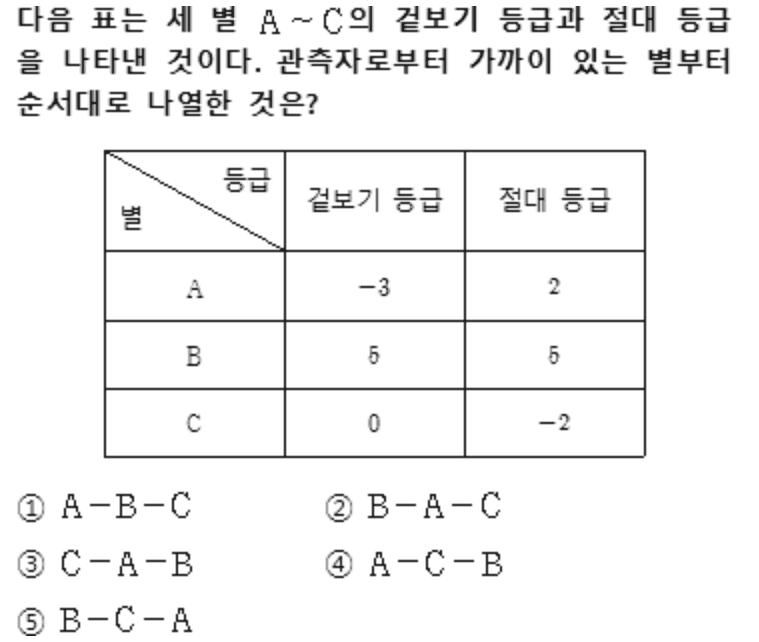 다음 표는 세 별 A ~ C의 겉보기 등급과 절대 등급
을 나타낸 것이다. 관측자로부터 가까이 있는 별부터
순서대로 나열한 것은?
등급
별
겉보기 등급 절대 등급
A -3 2
B 5 5
C 0 -2
① A-B-C ② B-A-C
③ C-A-B ④ A-C-B
⑤ B-C-A